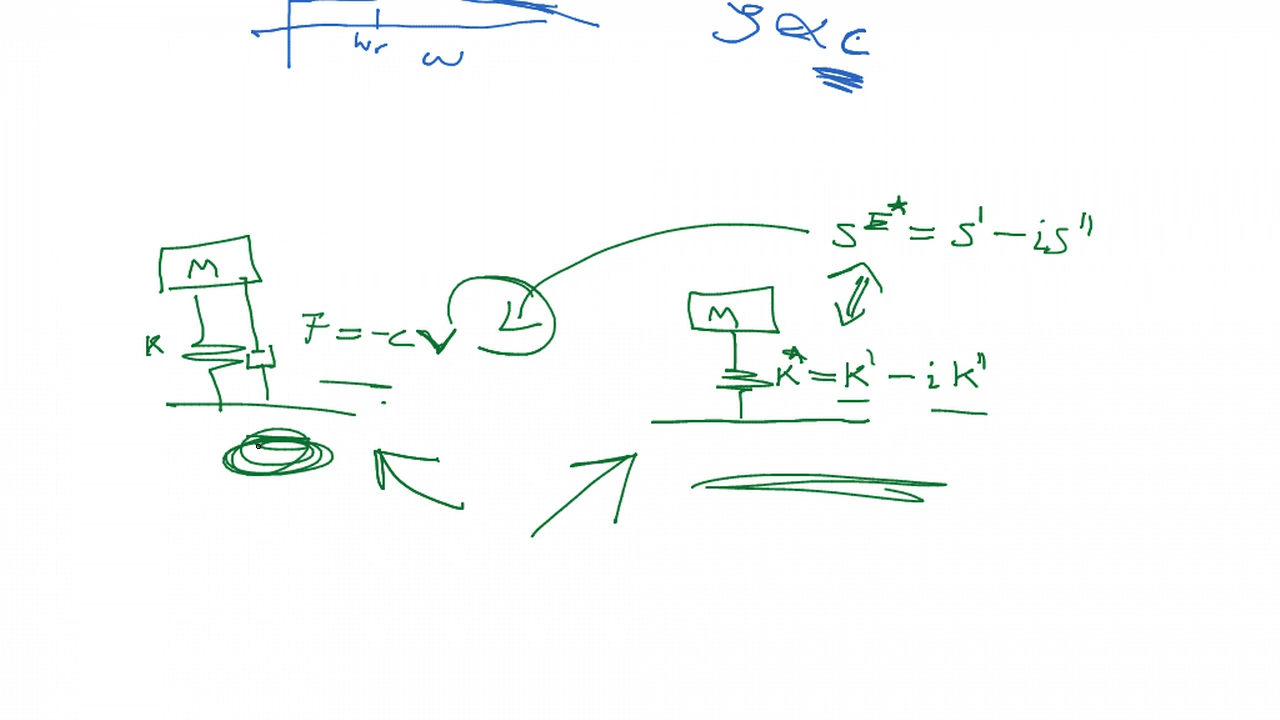 ωr
ω
ζ ∝ c
S^E* = S' - iS''
M
K
F = -cv
M
K* = K' - iK''